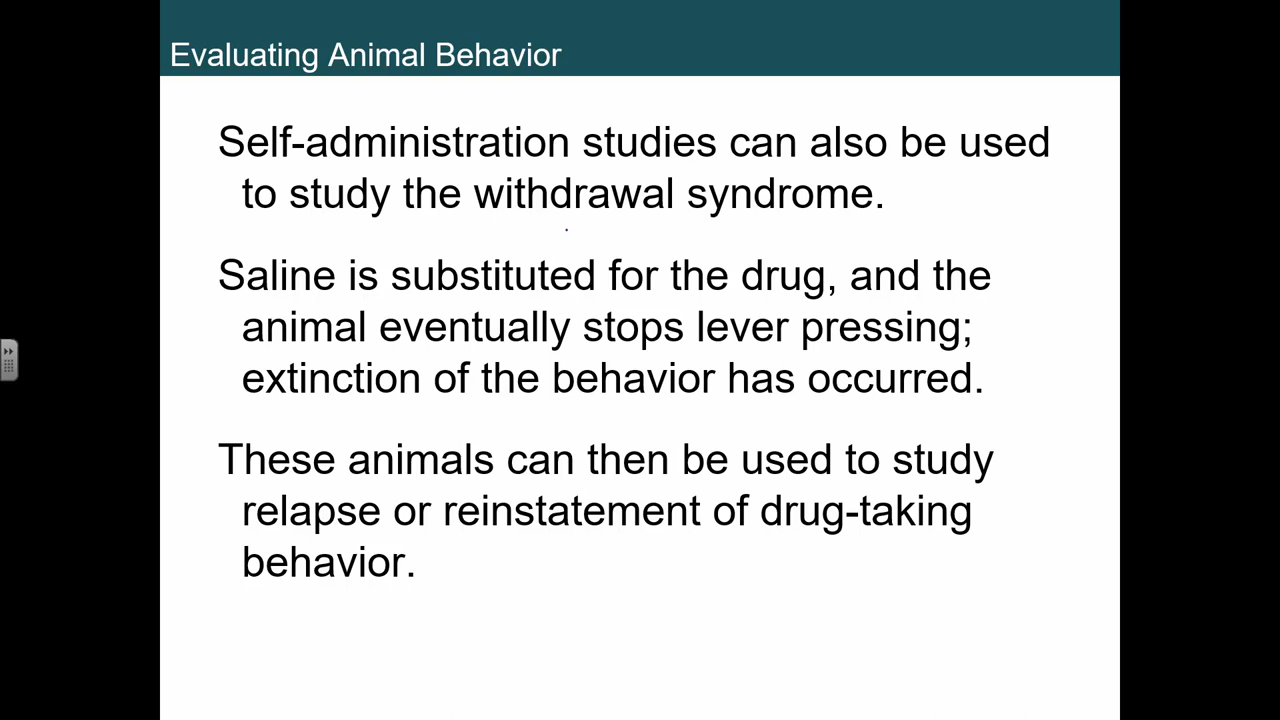 Evaluating Animal Behavior
Self-administration studies can also be used
to study the withdrawal syndrome.
Saline is substituted for the drug, and the
animal eventually stops lever pressing;
extinction of the behavior has occurred.
These animals can then be used to study
relapse or reinstatement of drug-taking
behavior.